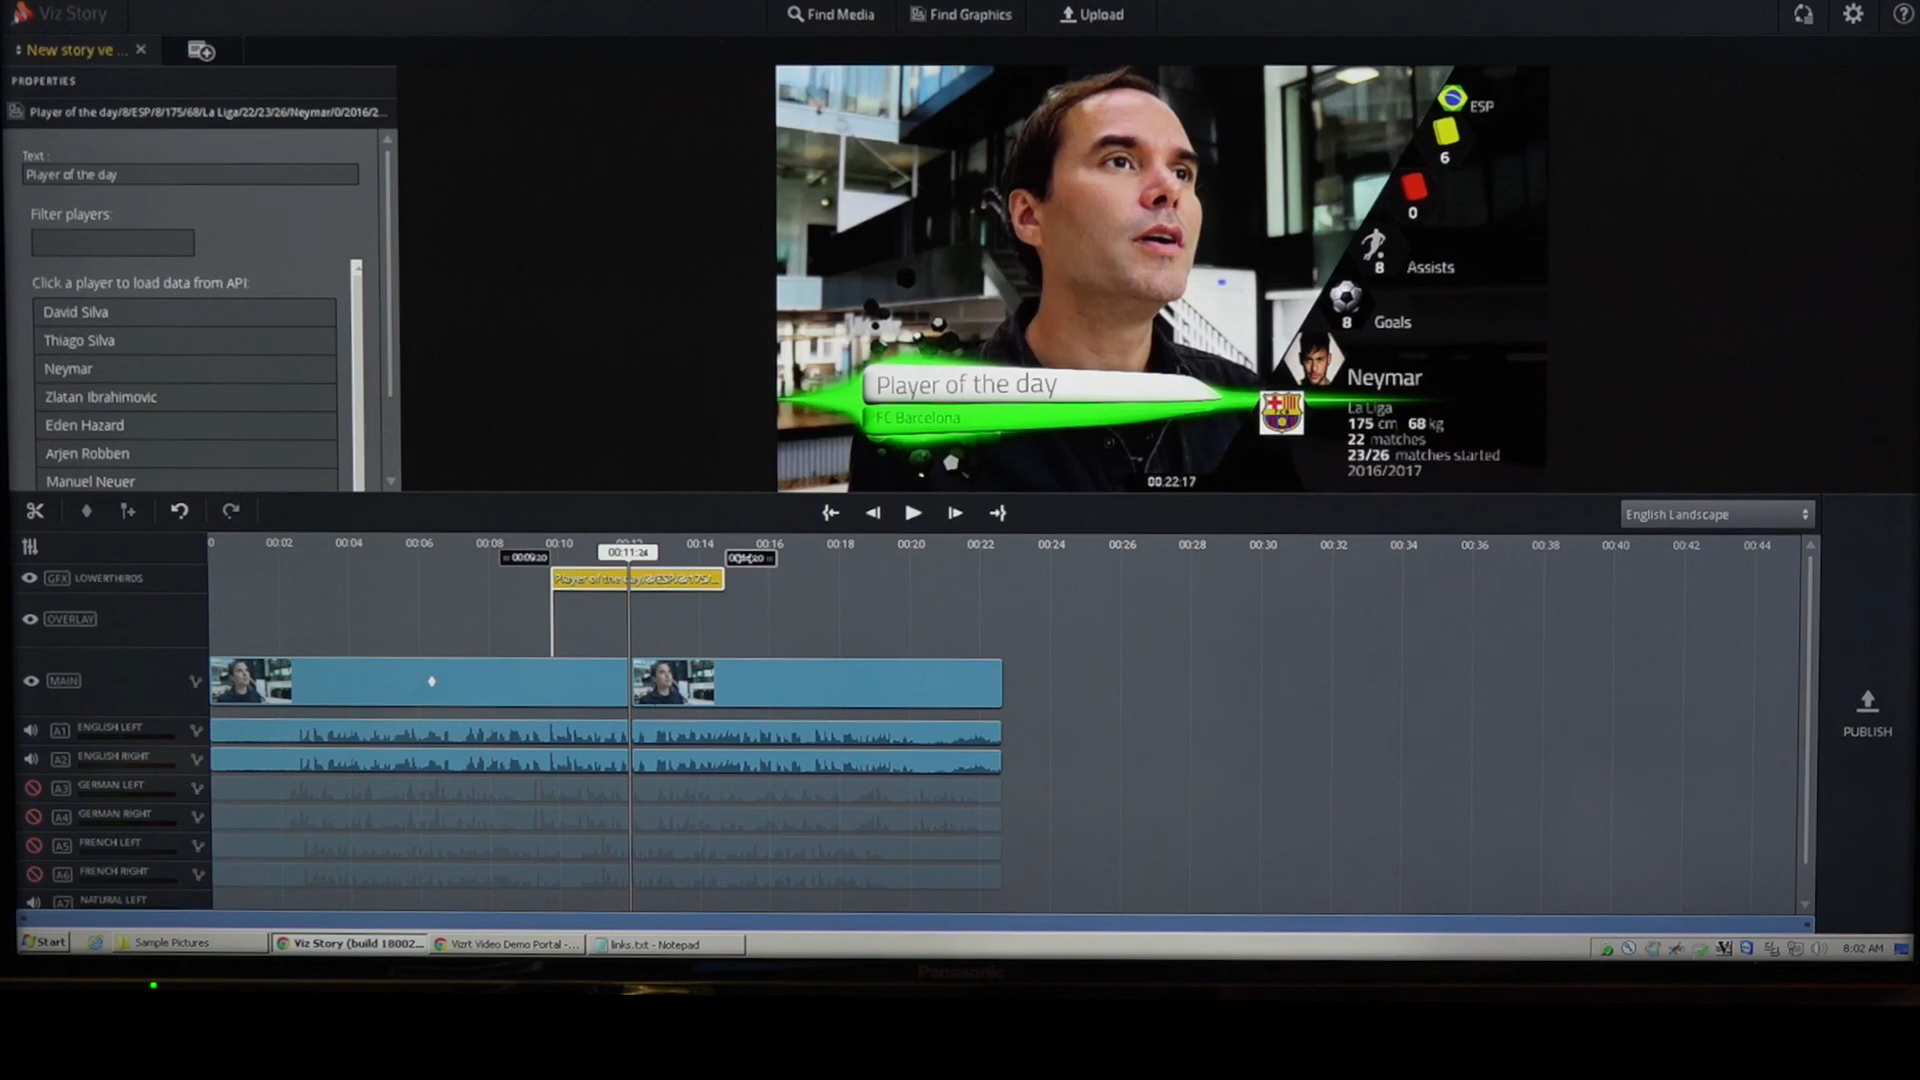 Viz Story
Find Media
Find Graphics
Upload
?
New story ve ...
PROPERTIES
Player of the day/8/ESP/8/175/68/La Liga/22/23/26/Neymar/0/2016/2...
Text :
Player of the day
Filter players:
Click a player to load data from API:
David Silva
Thiago Silva
Neymar
Zlatan Ibrahimovic
Eden Hazard
Arjen Robben
Manuel Neuer
ESP
6
0
8 Assists
8 Goals
Neymar
Player of the day
FC Barcelona
La Liga
175 cm 68 kg
22 matches
23/26 matches started
2016/2017
00:22:17
English Landscape
0 00:02 00:04 00:06 00:08 00:10 00:12 00:14 00:16 00:18 00:20 00:22 00:24 00:26 00:28 00:30 00:32 00:34 00:36 00:38 00:40 00:42 00:44
00:09:20
00:11:24
GFX LOWERTHIRDS
Player of the day/8/ESP/8/175/...
OVERLAY
MAIN
A1 ENGLISH LEFT
A2 ENGLISH RIGHT
A3 GERMAN LEFT
A4 GERMAN RIGHT
A5 FRENCH LEFT
A6 FRENCH RIGHT
A7 NATURAL LEFT
PUBLISH
Start
Sample Pictures
Viz Story (build 18002...
Vizrt Video Demo Portal -...
links.txt - Notepad
8:02 AM
Panasonic